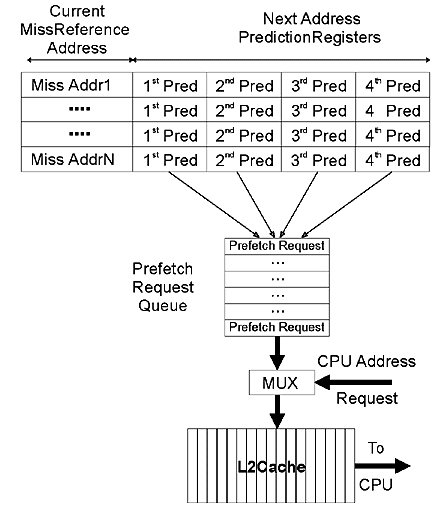 Current
MissReference
Address
Next Address
PredictionRegisters
Miss Addr1 1st Pred 2nd Pred 3rd Pred 4th Pred
.... 1st Pred 2nd Pred 3rd Pred 4 Pred
.... 1st Pred 2nd Pred 3rd Pred 4th Pred
Miss AddrN 1st Pred 2nd Pred 3rd Pred 4th Pred
Prefetch
Request
Queue
Prefetch Request
...
...
...
...
Prefetch Request
MUX
CPU Address
Request
L2Cache
To
CPU